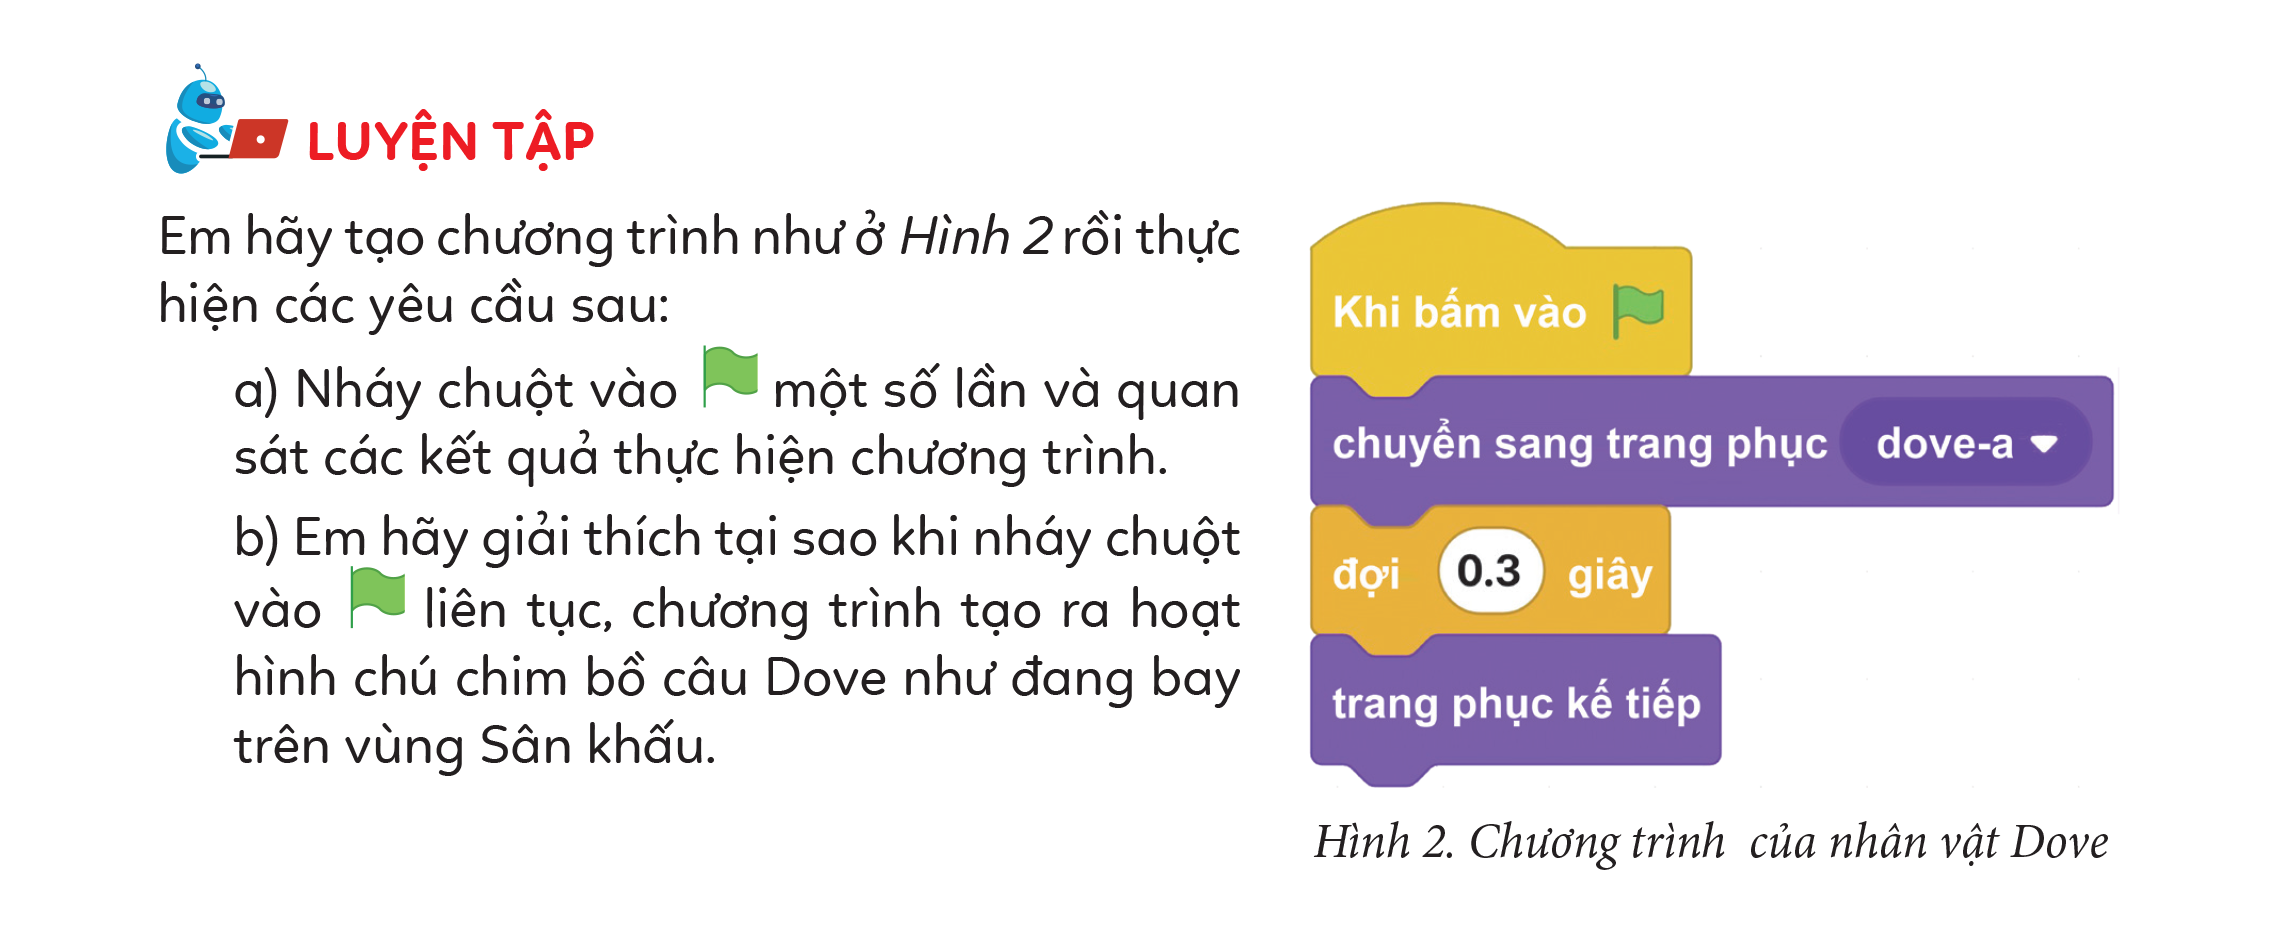 LUYỆN TẬP
Em hãy tạo chương trình như ở Hình 2 rồi thực
hiện các yêu cầu sau:
a) Nháy chuột vào một số lần và quan
sát các kết quả thực hiện chương trình.
b) Em hãy giải thích tại sao khi nháy chuột
vào liên tục, chương trình tạo ra hoạt
hình chú chim bồ câu Dove như đang bay
trên vùng Sân khấu.
Khi bấm vào
chuyển sang trang phục dove-a
đợi 0.3 giây
trang phục kế tiếp
Hình 2. Chương trình của nhân vật Dove